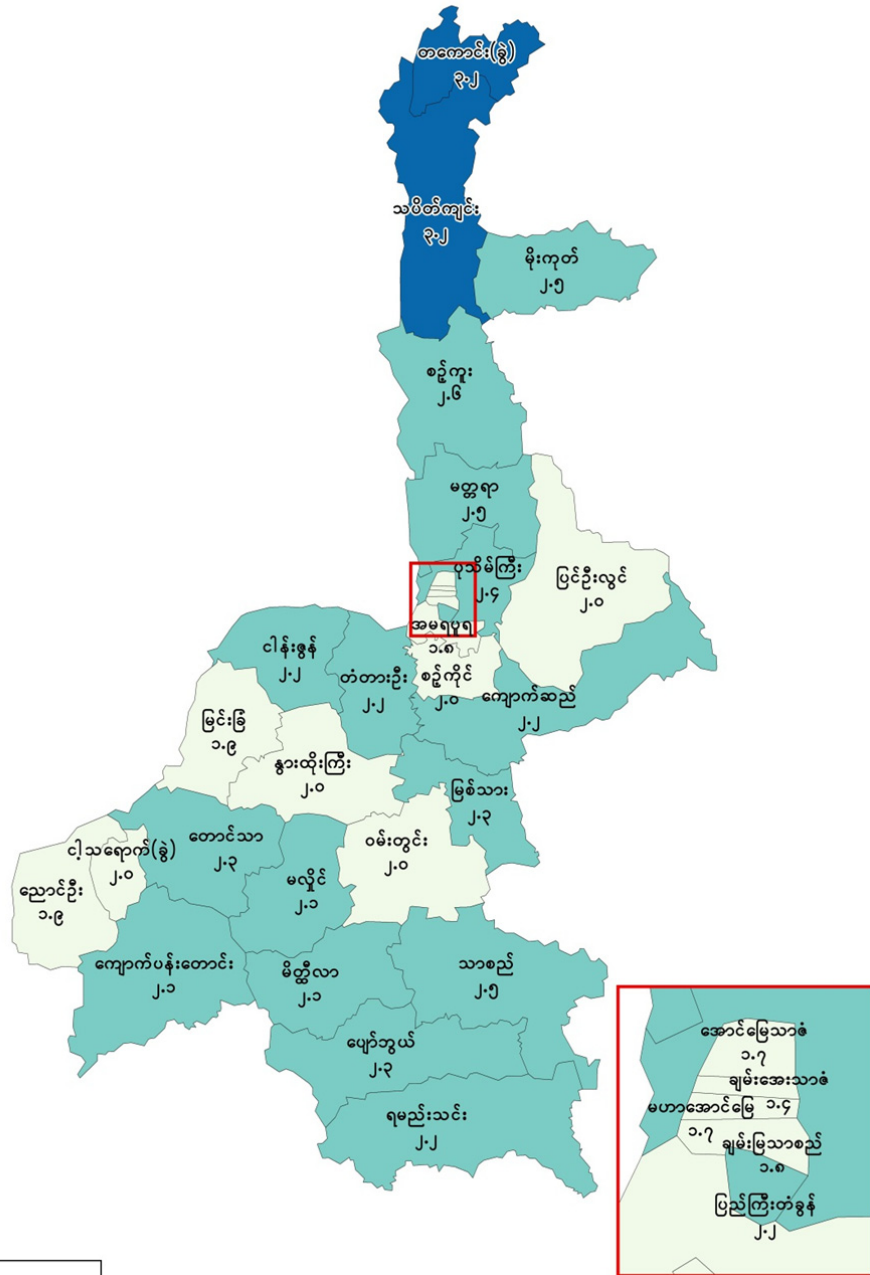 တကောင်း(ခွဲ)
၃.၂
သပိတ်ကျင်း
၃.၂
မိုးကုတ်
၂.၅
စဉ့်ကူး
၂.၆
မတ္တရာ
၂.၅
ပုသိမ်ကြီး
၂.၄
ပြင်ဦးလွင်
၂.၀
အမရပူရ
၁.၈
ငါန်းဇွန်
၂.၂
တံတားဦး
၂.၂
စဉ့်ကိုင်
၂.၀
ကျောက်ဆည်
၂.၂
မြင်းခြံ
၁.၉
နွားထိုးကြီး
၂.၀
မြစ်သား
၂.၃
တောင်သာ
၂.၃
ဝမ်းတွင်း
၂.၀
ငါ့သရောက်(ခွဲ)
၂.၀
ညောင်ဦး
၁.၉
မလှိုင်
၂.၁
ကျောက်ပန်းတောင်း
၂.၁
မိတ္ထီလာ
၂.၁
သာစည်
၂.၅
ပျော်ဘွယ်
၂.၃
ရမည်းသင်း
၂.၂
အောင်မြေသာဇံ
၁.၇
ချမ်းအေးသာဇံ
၁.၄
မဟာအောင်မြေ
၁.၇
ချမ်းမြသာစည်
၁.၈
ပြည်ကြီးတံခွန်
၂.၂